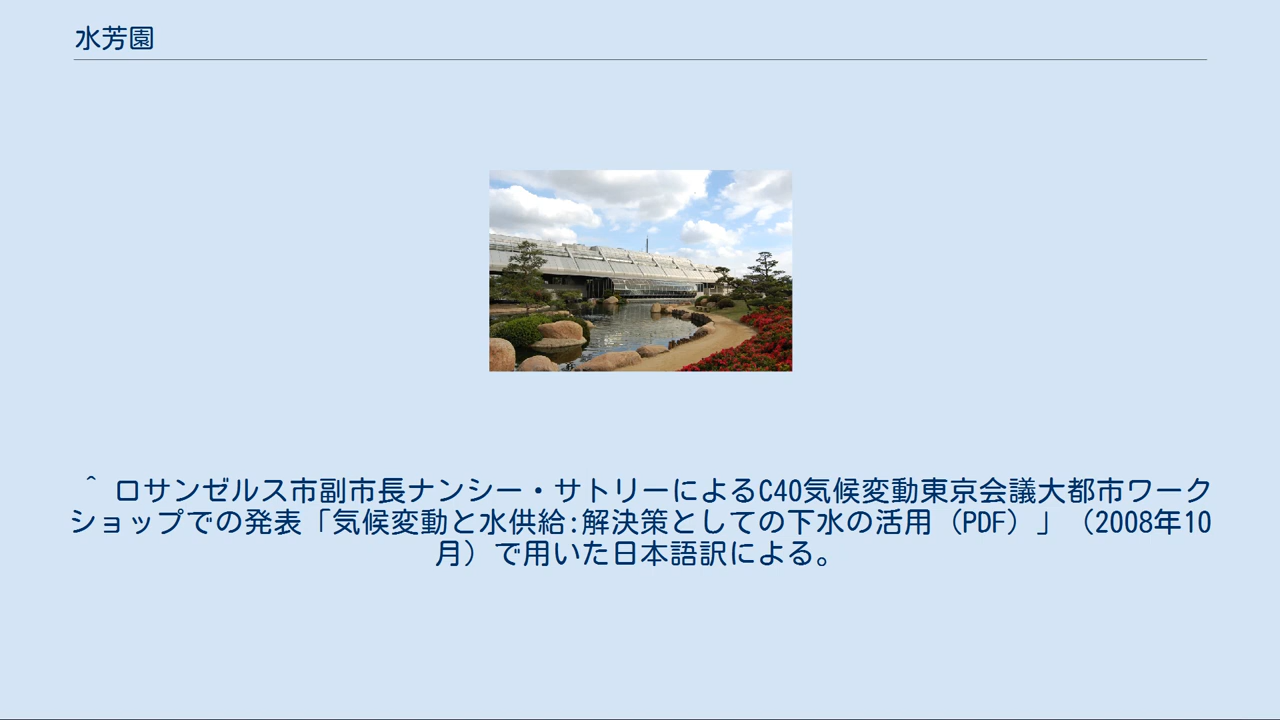 水芳園
^ ロサンゼルス市副市長ナンシー・サトリーによるC40気候変動東京会議大都市ワーク
ショップでの発表「気候変動と水供給:解決策としての下水の活用（PDF）」（2008年10
月）で用いた日本語訳による。